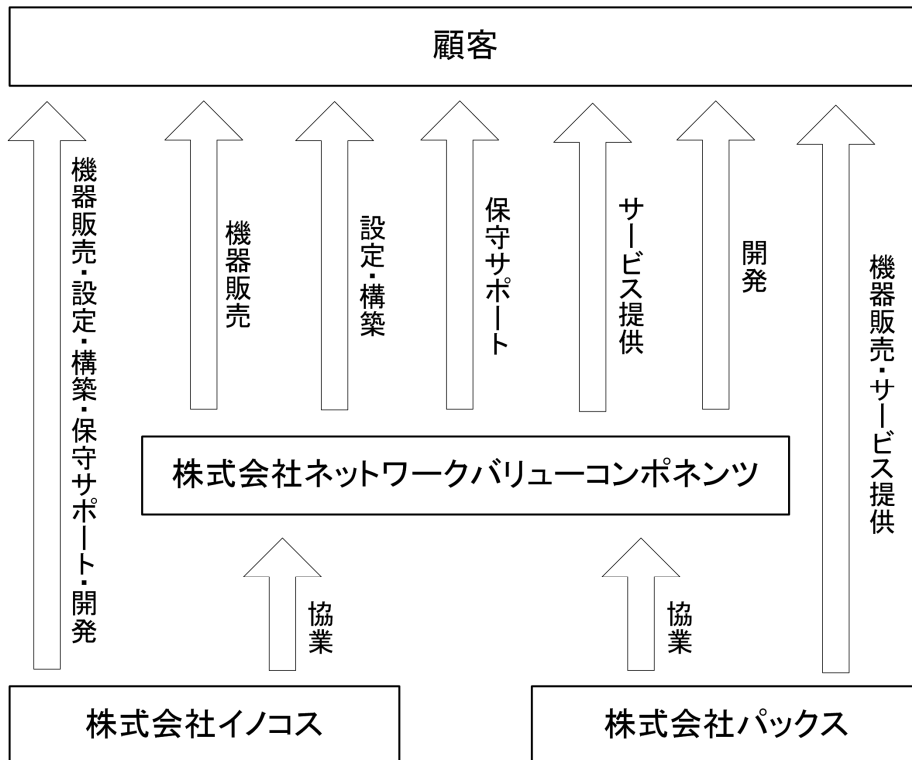 顧客
機器販売・設定・構築・保守サポート・開発
機器販売
設定・構築
保守サポート
サービス提供
開発
機器販売・サービス提供
株式会社ネットワークバリューコンポネンツ
協業
協業
株式会社イノコス
株式会社パックス